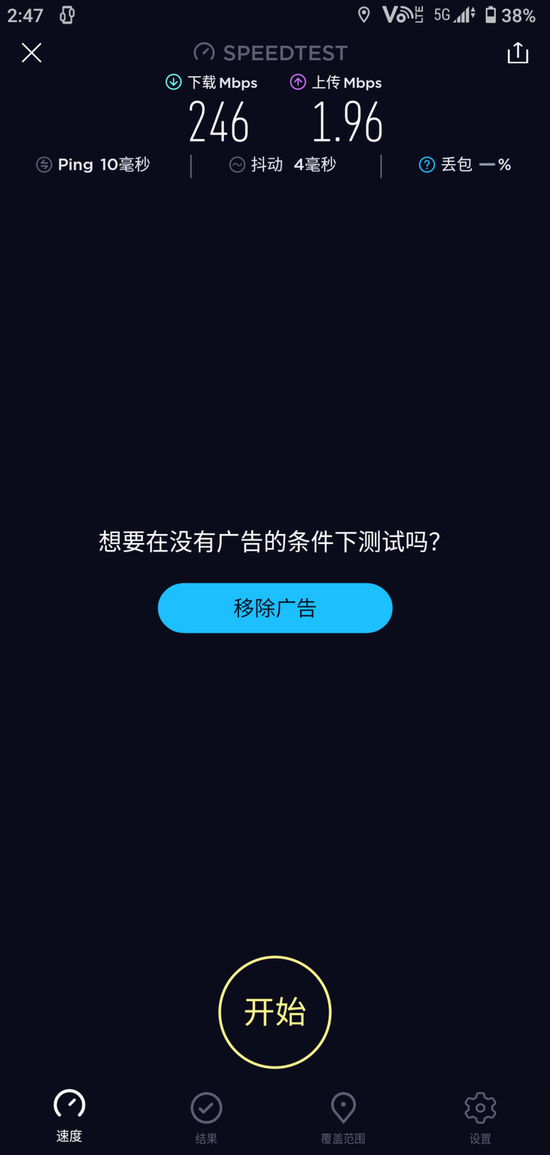 2:47 VoLTE 5G 38%
SPEEDTEST
下载 Mbps 上传 Mbps
246 1.96
Ping 10毫秒 抖动 4毫秒 丢包 一%
想要在没有广告的条件下测试吗?
移除广告
开始
速度 结果 覆盖范围 设置